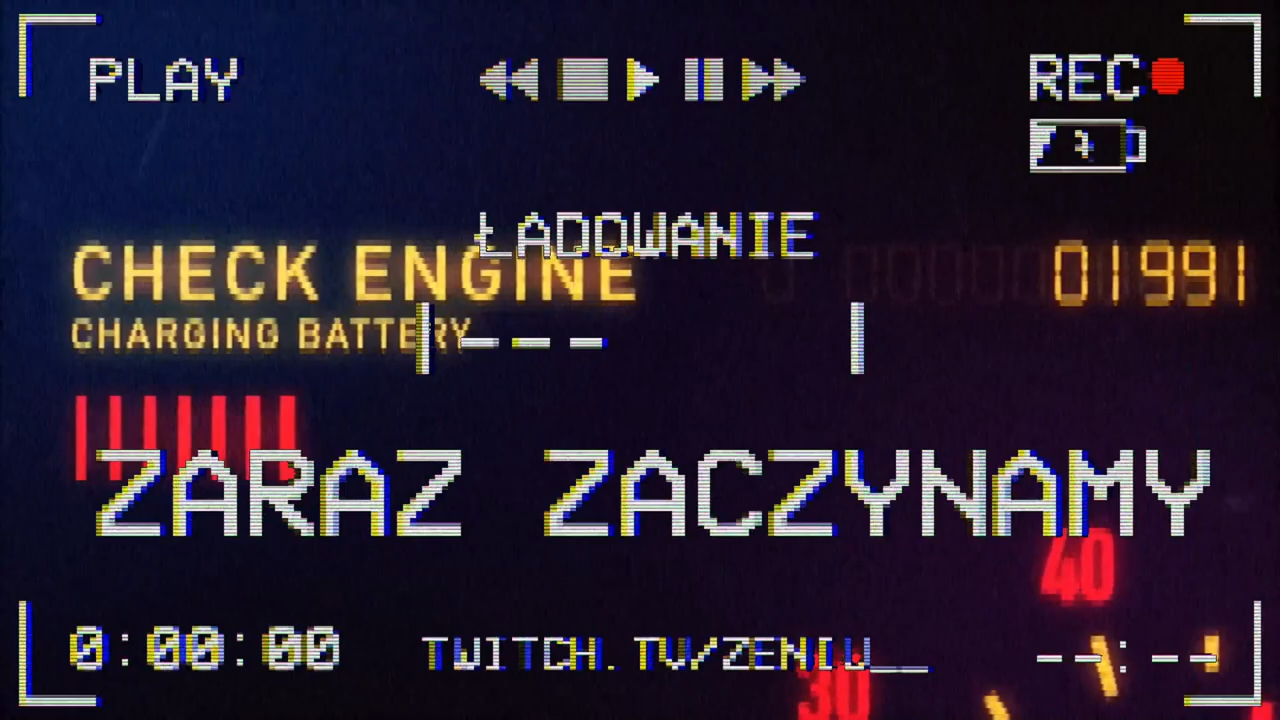 PLAY
REC
ŁADOWANIE
CHECK ENGINE
01991
CHARGING BATTERY
ZARAZ ZACZYNAMY
40
0:00:00
TWITCH.TV/ZENIU__
--:--
30